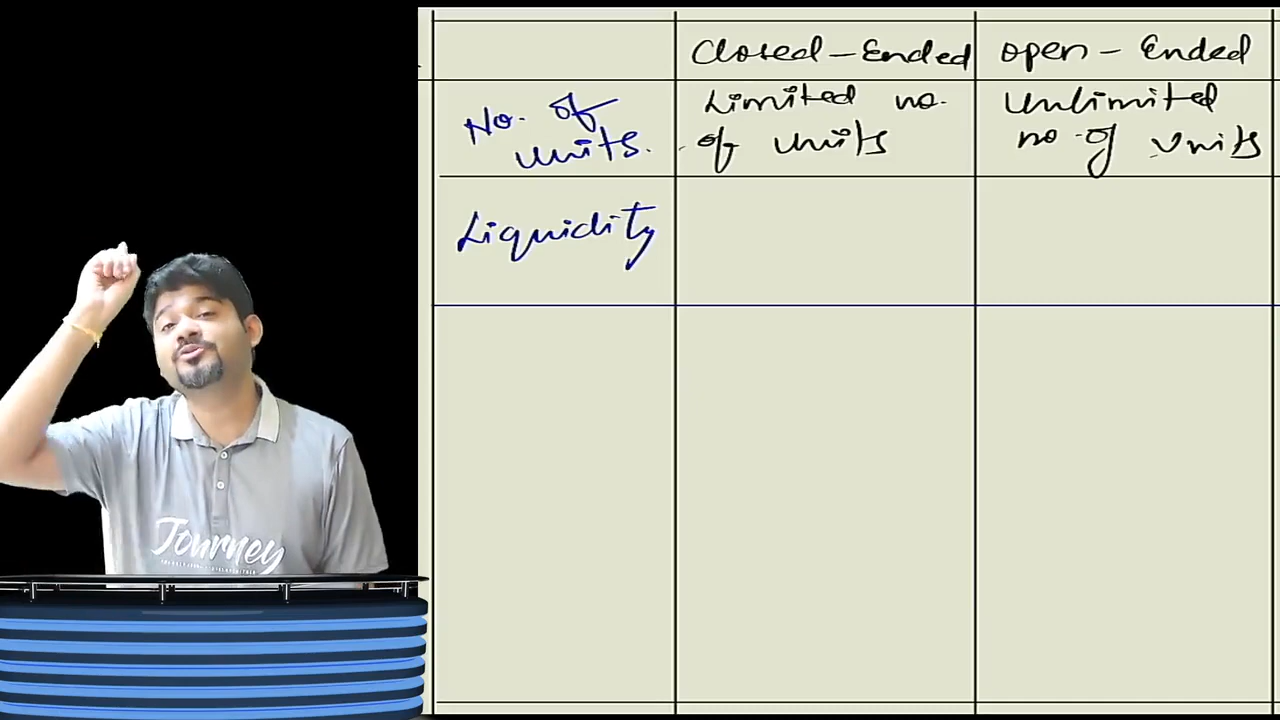 Closed-Ended
Open-Ended
No. of
units.
Limited no.
of units
Unlimited
no. of units
Liquidity
Journey